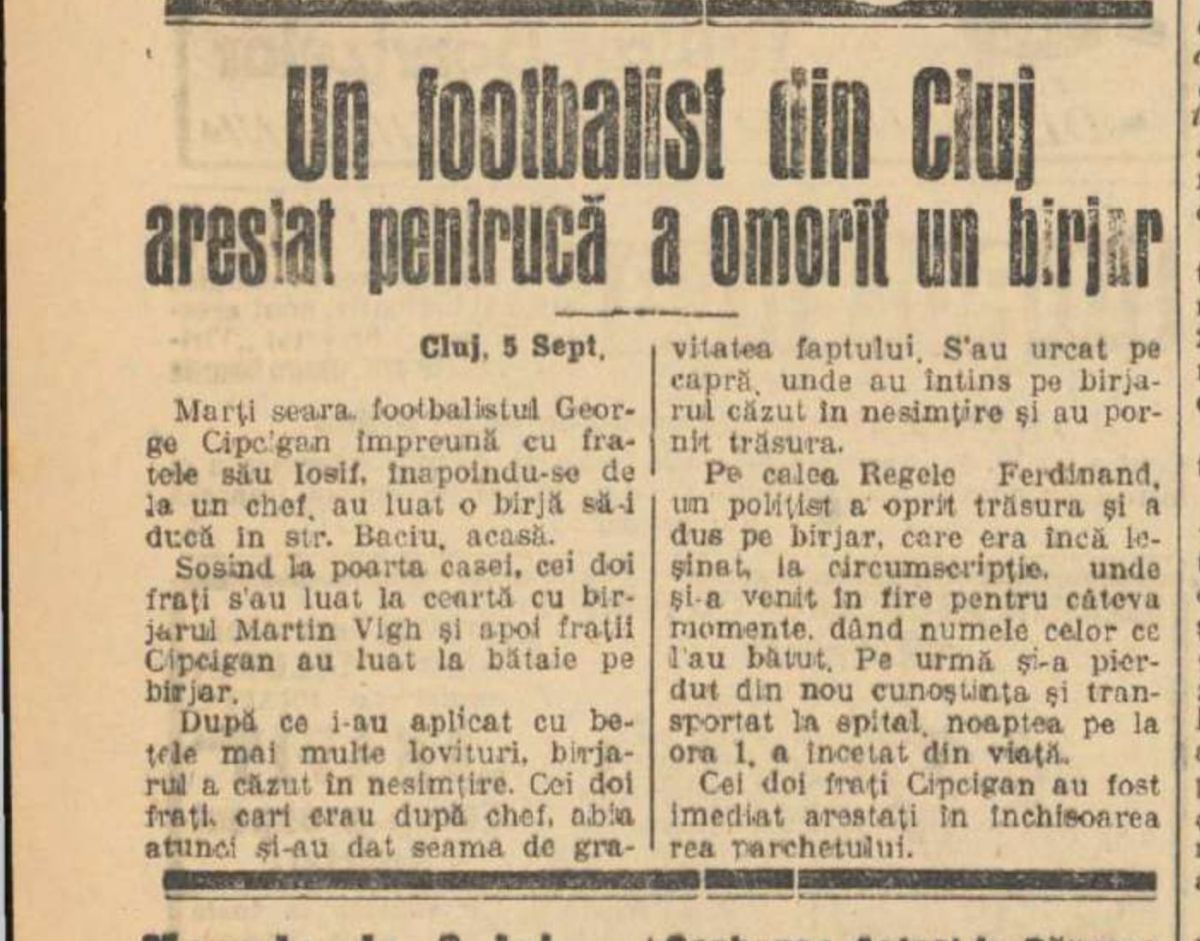 Un footbalist din Cluj
arestat pentrucă a omorît un birjar
Cluj, 5 Sept.
Marți seara, footbalistul Geor-
ge Cipcigan împreună cu fra-
tele său Iosif, înapoindu-se de
la un chef, au luat o birjă să-i
ducă in str. Baciu, acasă.
Sosind la poarta casei, cei doi
frați s'au luat la ceartă cu bir-
jarul Martin Vigh și apoi frații
Cipcigan au luat la bătaie pe
birjar.
După ce i-au aplicat cu be-
țele mai multe lovituri, birja-
rul a căzut în nesimțire. Cei doi
frați, cari erau după chef, abia
atunci și-au dat seama de gra-
vitatea faptului. S'au urcat pe
capră, unde au întins pe birja-
rul căzut în nesimțire și au por-
nit trăsura.
Pe calea Regele Ferdinand,
un polițist a oprit trăsura și a
dus pe birjar, care era încă le-
șinat, la circumscripție, unde
și-a venit în fire pentru câteva
momente, dând numele celor ce
l'au bătut. Pe urmă și-a pier-
dut din nou cunoștința și tran-
sportat la spital, noaptea pe la
ora 1, a încetat din viață.
Cei doi frați Cipcigan au fost
imediat arestați în închisoarea
rea parchetului.